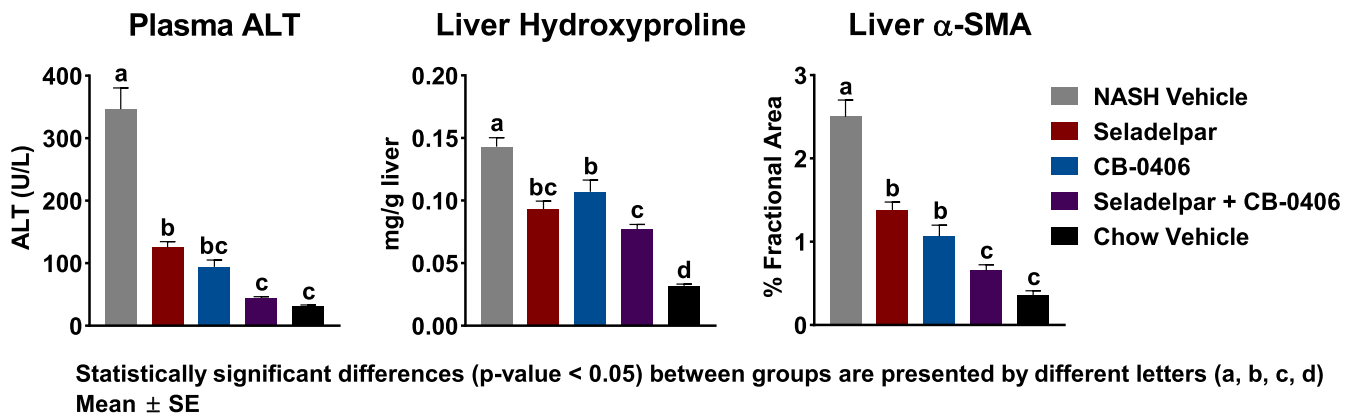 Plasma ALT
ALT (U/L)
400
300
200
100
0
a
b
bc
c
c
Liver Hydroxyproline
mg/g liver
0.20
0.15
0.10
0.05
0.00
a
bc
b
c
d
Liver α-SMA
% Fractional Area
3
2
1
0
a
b
b
c
c
NASH Vehicle
Seladelpar
CB-0406
Seladelpar + CB-0406
Chow Vehicle
Statistically significant differences (p-value < 0.05) between groups are presented by different letters (a, b, c, d)
Mean ± SE